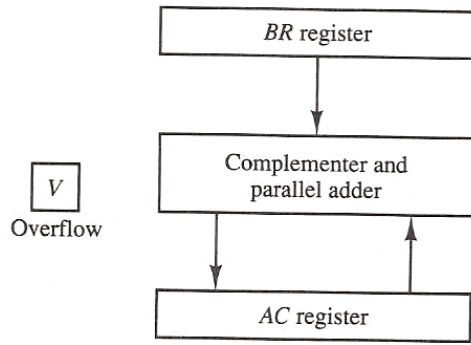 BR register
Complementer and
parallel adder
V
Overflow
AC register